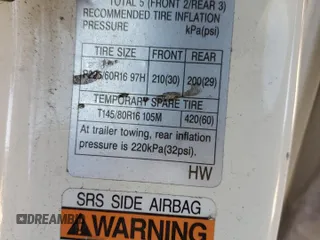 TOTAL 5 (FRONT 2/REAR 3)
RECOMMENDED TIRE INFLATION
PRESSURE kPa(psi)
TIRE SIZE FRONT REAR
P225/60R16 97H 210(30) 200(29)
TEMPORARY SPARE TIRE
T145/80R16 105M 420(60)
At trailer towing, rear inflation
pressure is 220kPa(32psi).
HW
SRS SIDE AIRBAG
WARNING